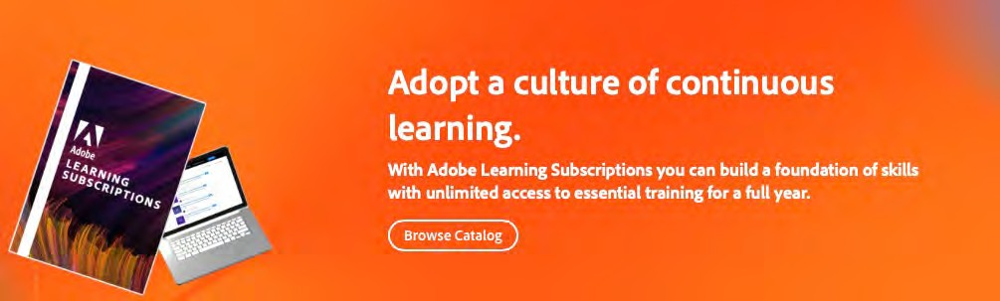 Adopt a culture of continuous
learning.
With Adobe Learning Subscriptions you can build a foundation of skills
with unlimited access to essential training for a full year.
Browse Catalog
Adobe
LEARNING
SUBSCRIPTIONS